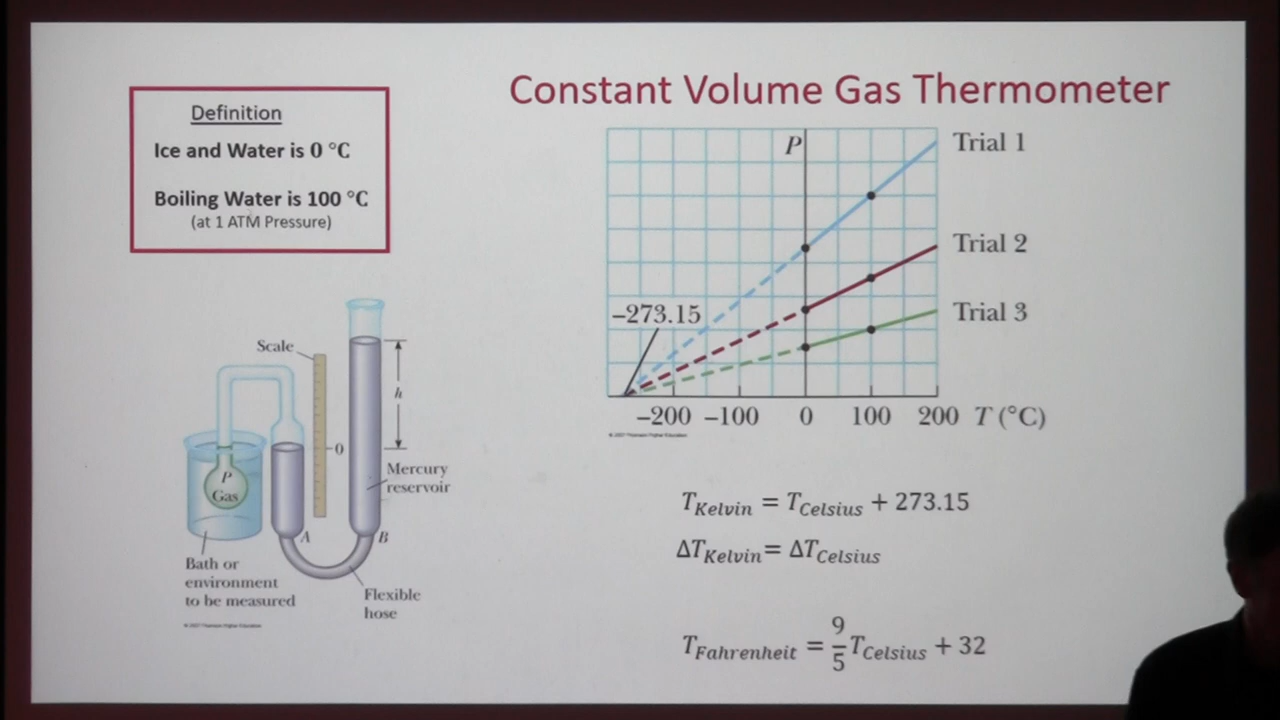 Constant Volume Gas Thermometer
Definition
Ice and Water is 0 °C
Boiling Water is 100 °C
(at 1 ATM Pressure)
P
Trial 1
Trial 2
Trial 3
−273.15
−200 −100 0 100 200 T (°C)
Scale
h
0
P
Gas
Mercury
reservoir
A
B
Bath or
environment
to be measured
Flexible
hose
T_Kelvin = T_Celsius + 273.15
ΔT_Kelvin = ΔT_Celsius
T_Fahrenheit = 9/5 T_Celsius + 32